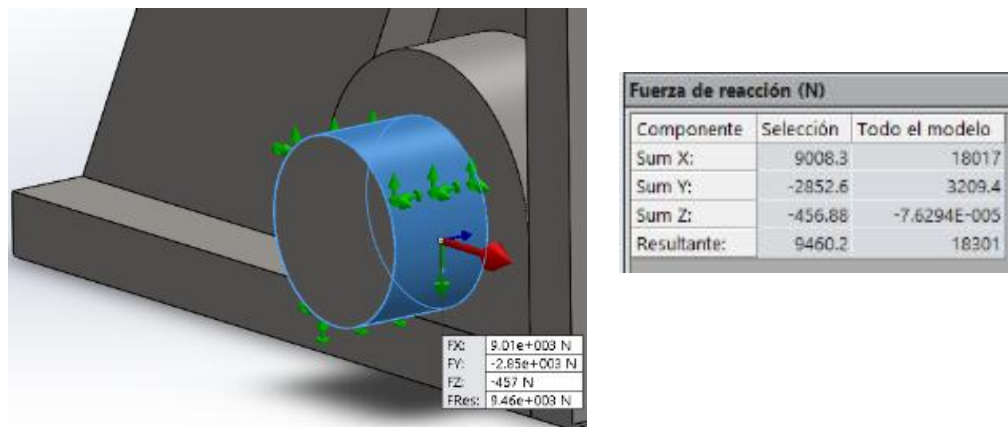 FX: 9.01e+003 N
FY: -2.85e+003 N
FZ: -457 N
FRes: 9.46e+003 N
Fuerza de reacción (N)
Componente Selección Todo el modelo
Sum X: 9008.3 18017
Sum Y: -2852.6 3209.4
Sum Z: -456.88 -7.6294E-005
Resultante: 9460.2 18301